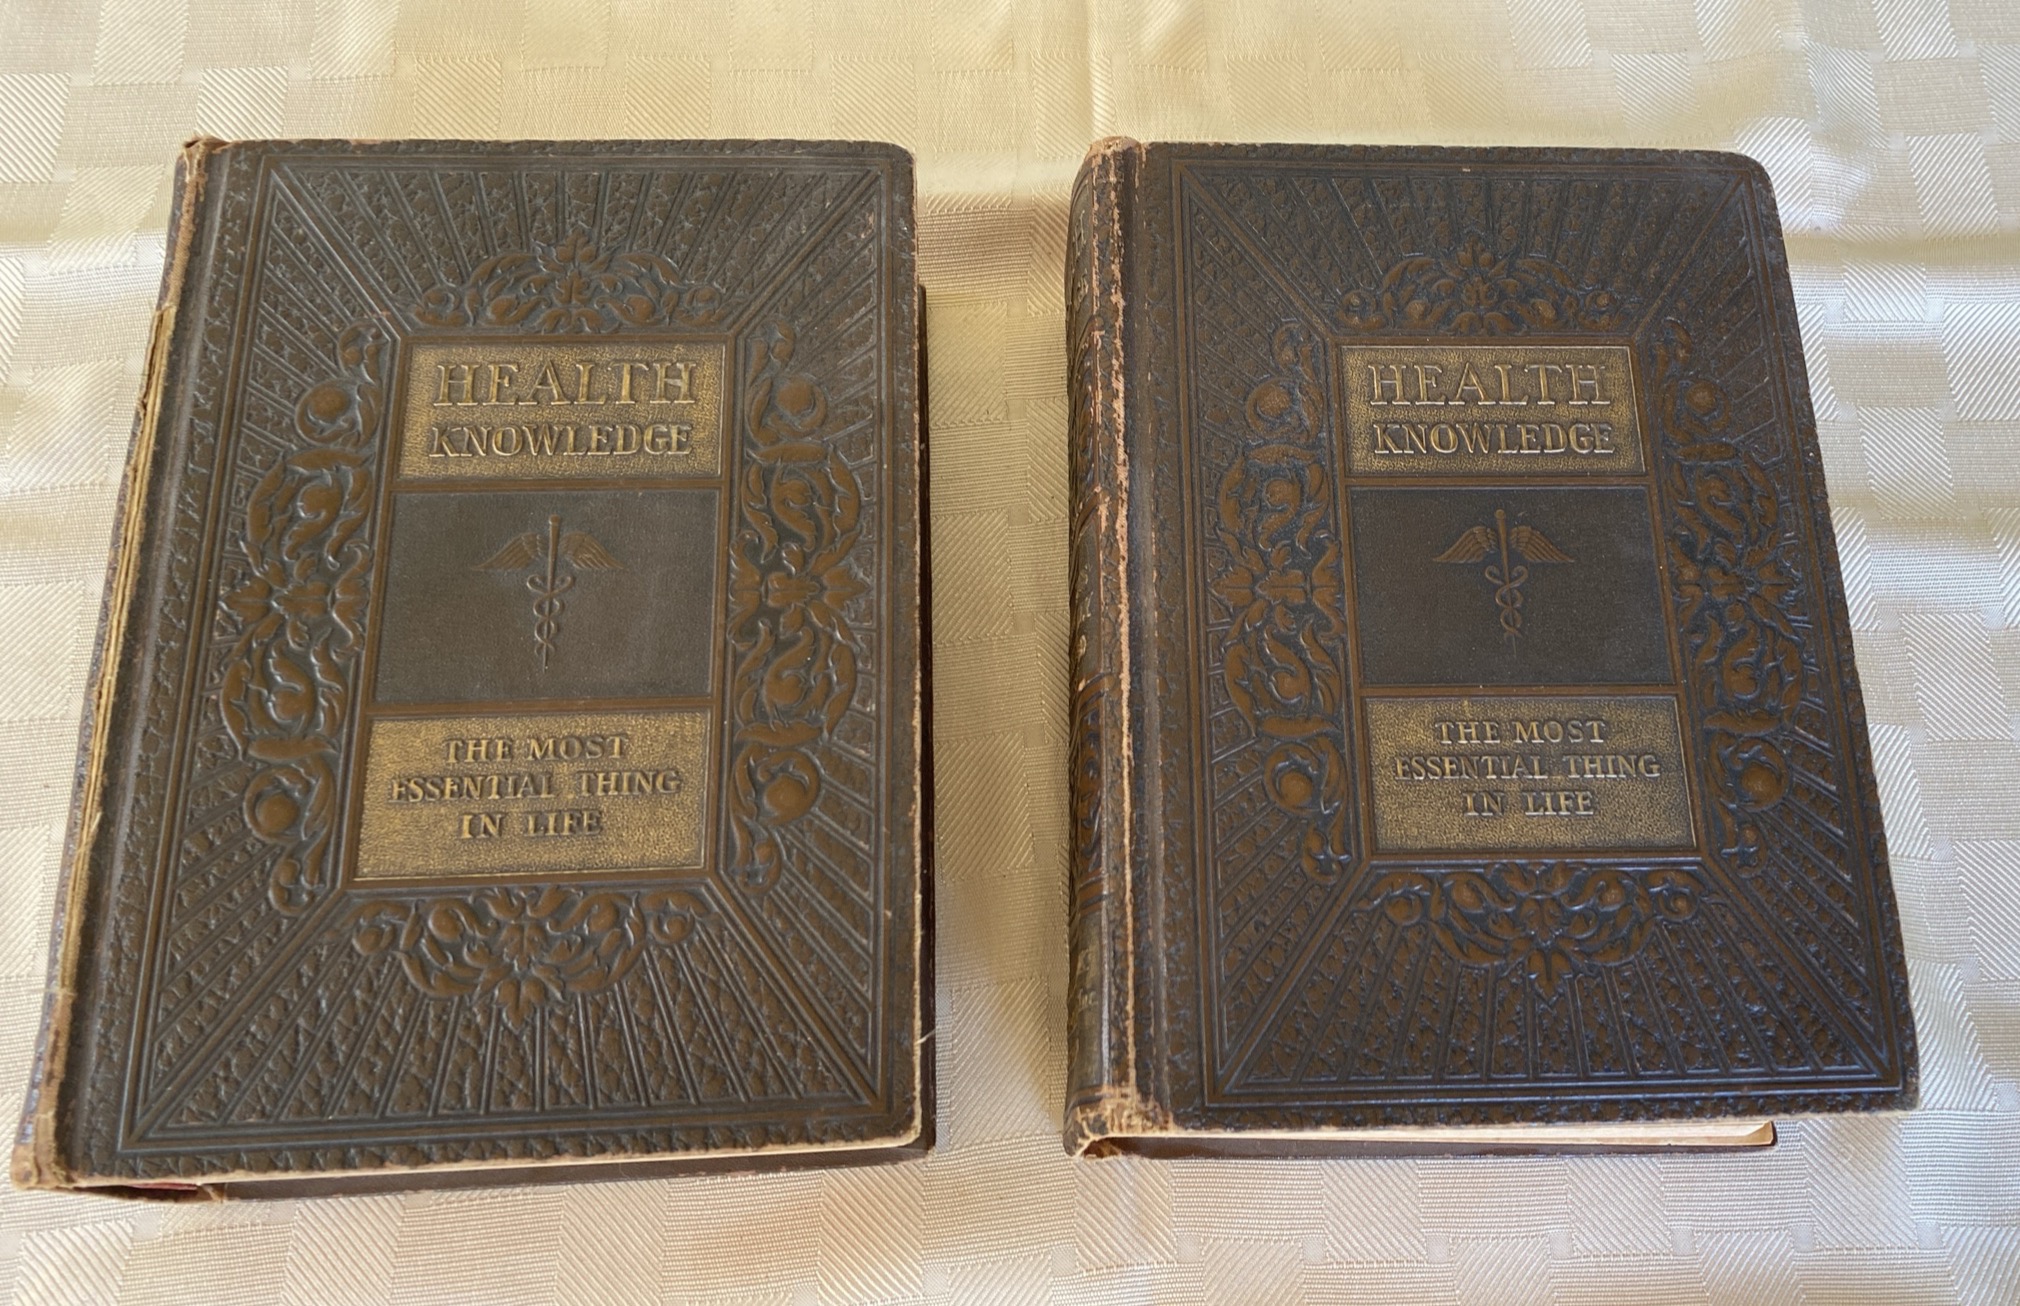 HEALTH
KNOWLEDGE
THE MOST
ESSENTIAL THING
IN LIFE
HEALTH
KNOWLEDGE
THE MOST
ESSENTIAL THING
IN LIFE